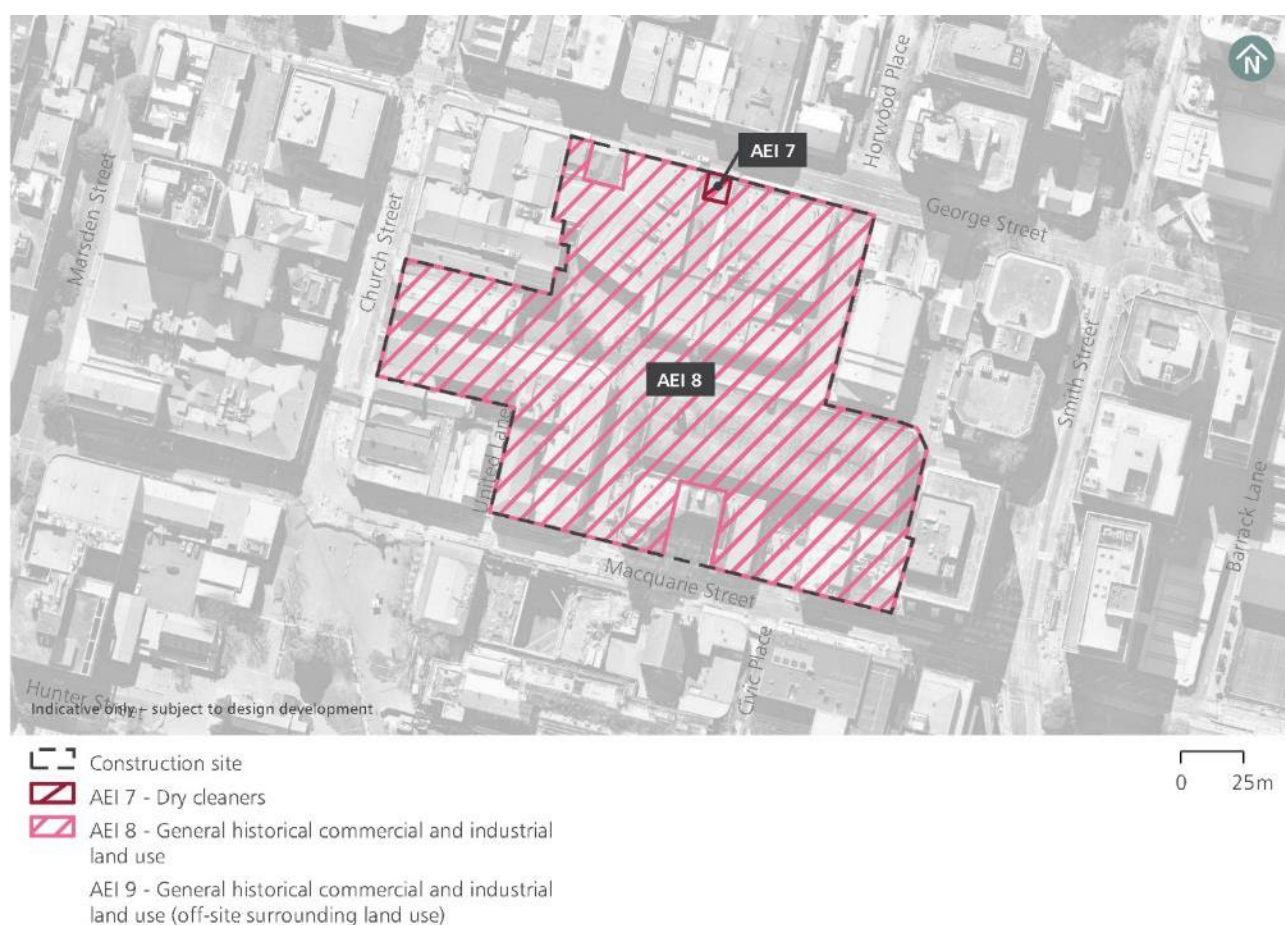 N
Horwood Place
AEI 7
Marsden Street
Church Street
George Street
Smith Street
AEI 8
United Lane
Barrack Lane
Macquarie Street
Civic Place
Hunter Street
Indicative only – subject to design development
Construction site
0 25m
AEI 7 - Dry cleaners
AEI 8 - General historical commercial and industrial
land use
AEI 9 - General historical commercial and industrial
land use (off-site surrounding land use)